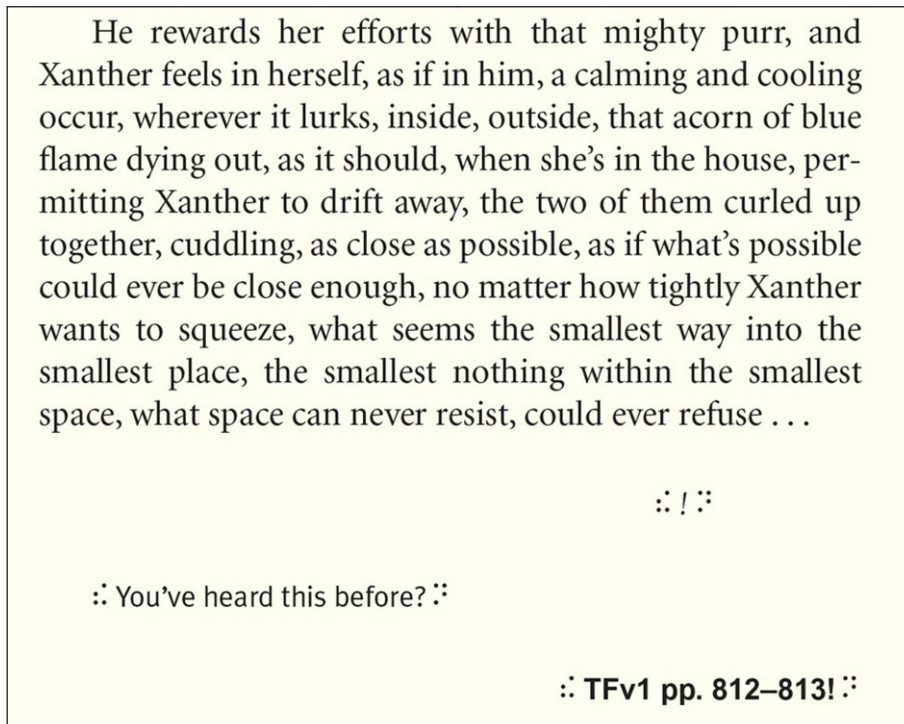 He rewards her efforts with that mighty purr, and
Xanther feels in herself, as if in him, a calming and cooling
occur, wherever it lurks, inside, outside, that acorn of blue
flame dying out, as it should, when she’s in the house, per-
mitting Xanther to drift away, the two of them curled up
together, cuddling, as close as possible, as if what’s possible
could ever be close enough, no matter how tightly Xanther
wants to squeeze, what seems the smallest way into the
smallest place, the smallest nothing within the smallest
space, what space can never resist, could ever refuse . . .
⠮ ! ⠝
⠮ You’ve heard this before? ⠝
⠮ TFv1 pp. 812–813! ⠝